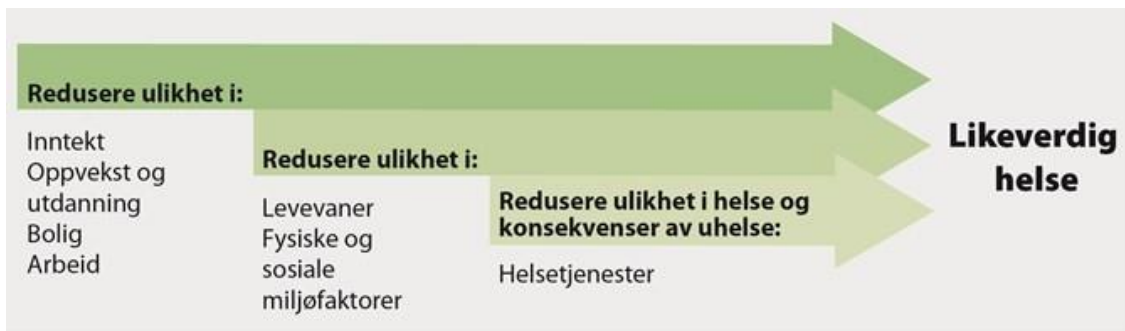 Redusere ulikhet i:
Inntekt
Oppvekst og
utdanning
Bolig
Arbeid
Redusere ulikhet i:
Levevaner
Fysiske og
sosiale
miljøfaktorer
Redusere ulikhet i helse og
konsekvenser av uhelse:
Helsetjenester
Likeverdig
helse